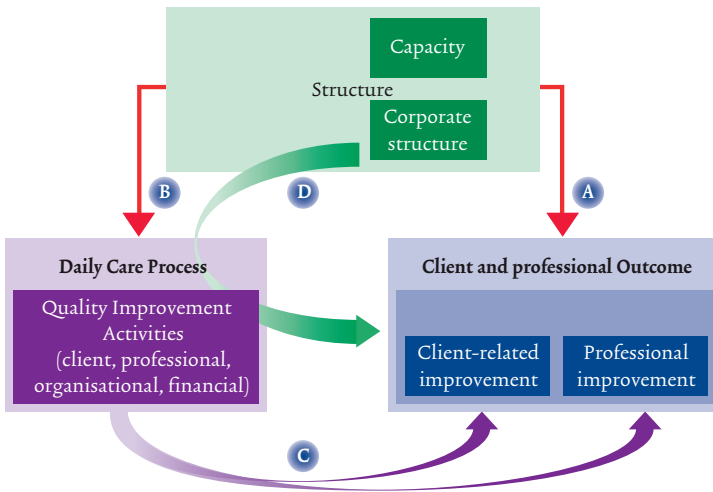 Capacity
Structure
Corporate
structure
B
D
A
Daily Care Process
Quality Improvement
Activities
(client, professional,
organisational, financial)
Client and professional Outcome
Client-related
improvement
Professional
improvement
C